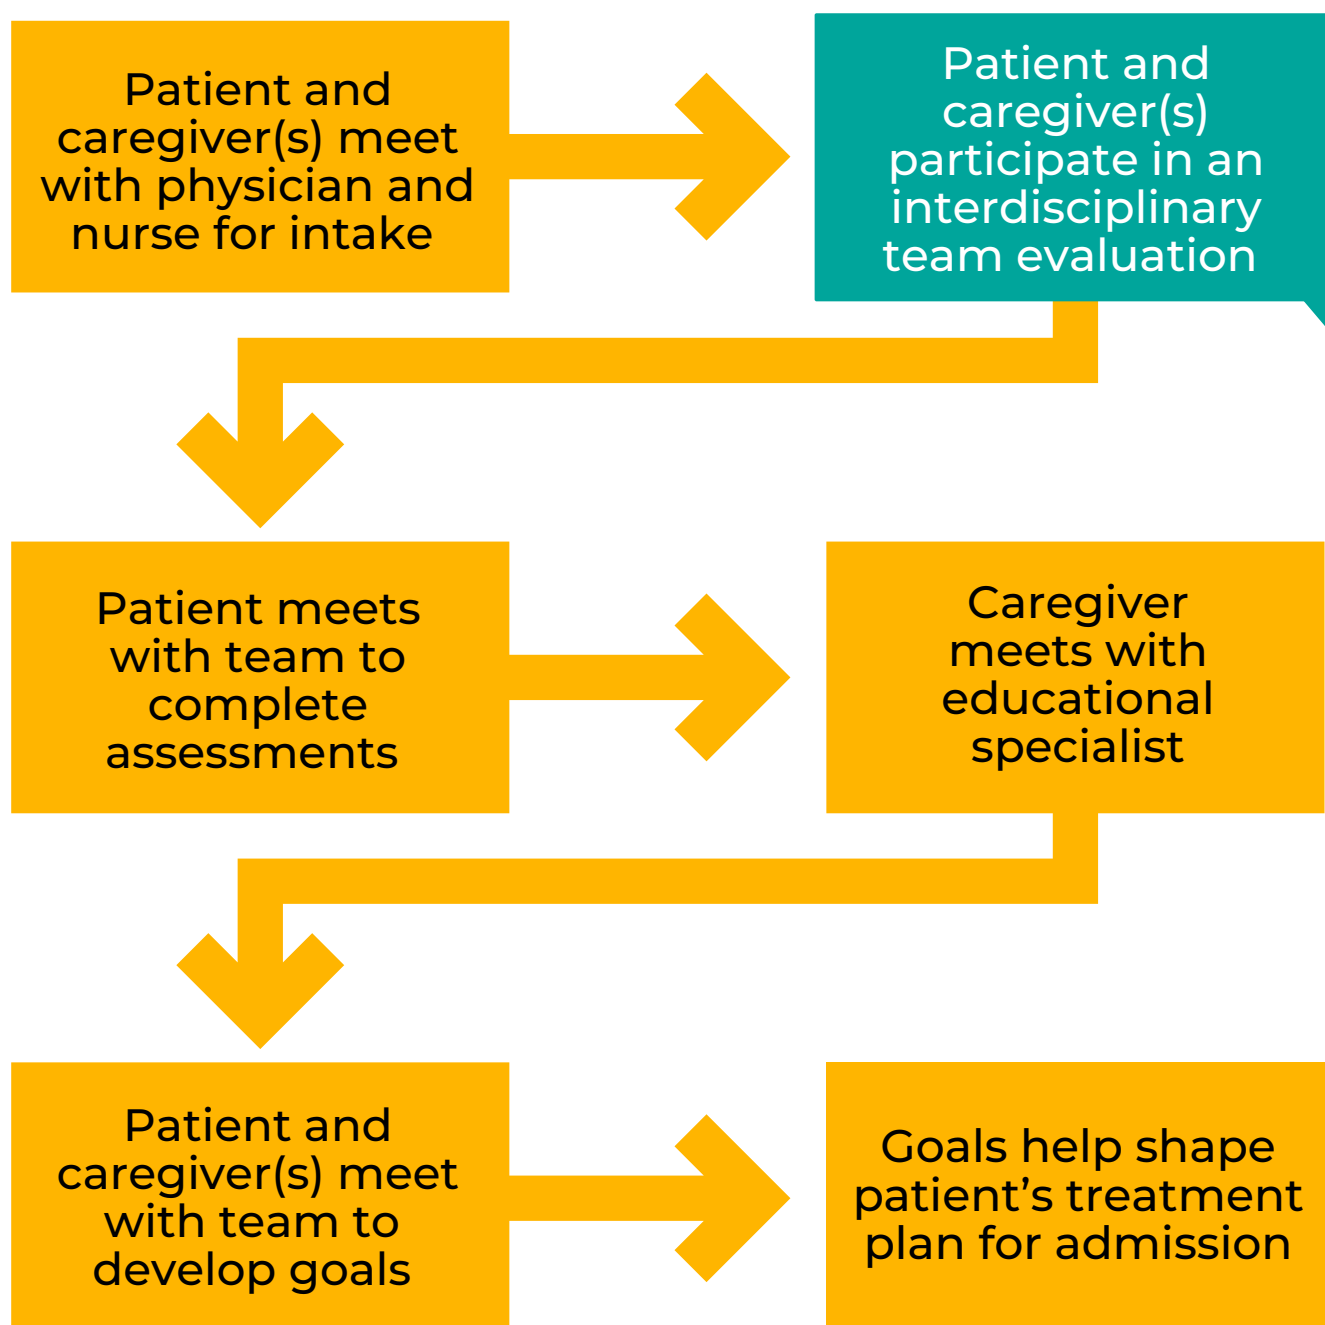 Patient and
caregiver(s) meet
with physician and
nurse for intake
Patient and
caregiver(s)
participate in an
interdisciplinary
team evaluation
Patient meets
with team to
complete
assessments
Caregiver
meets with
educational
specialist
Patient and
caregiver(s) meet
with team to
develop goals
Goals help shape
patient’s treatment
plan for admission